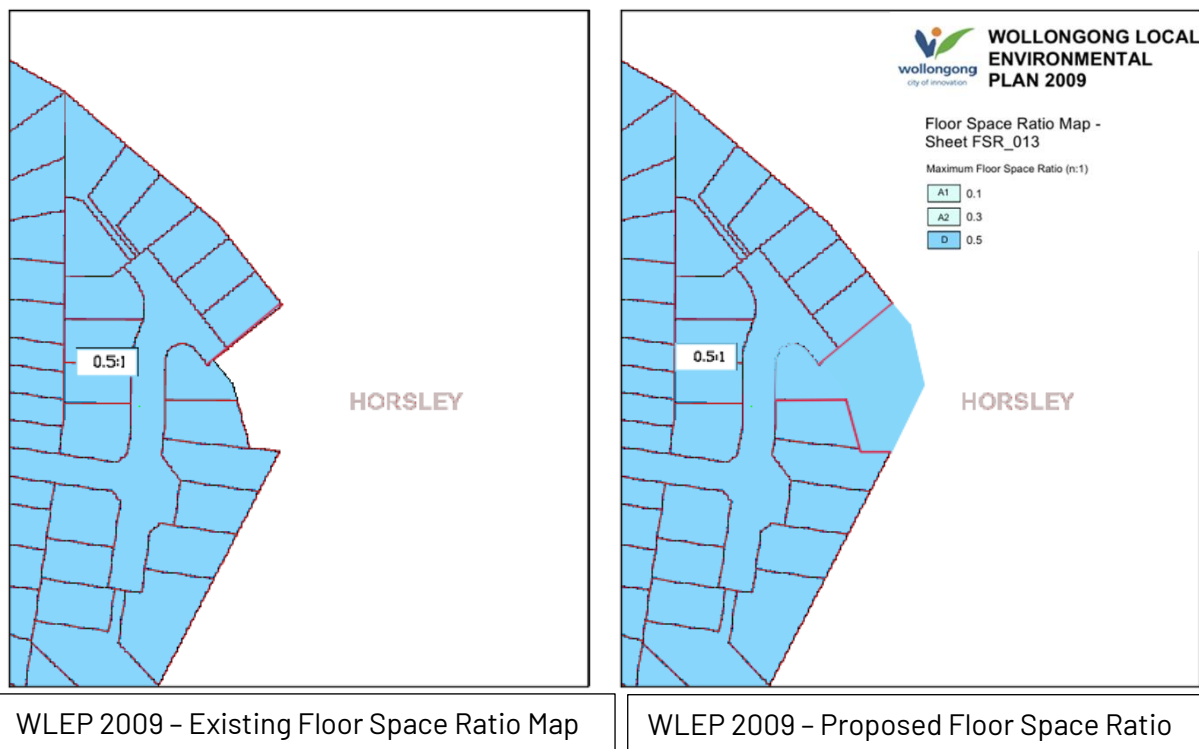 0.5:1
HORSLEY
WLEP 2009 – Existing Floor Space Ratio Map
wollongong
city of innovation
WOLLONGONG LOCAL
ENVIRONMENTAL
PLAN 2009
Floor Space Ratio Map -
Sheet FSR_013
Maximum Floor Space Ratio (n:1)
A1 0.1
A2 0.3
D 0.5
0.5:1
HORSLEY
WLEP 2009 – Proposed Floor Space Ratio